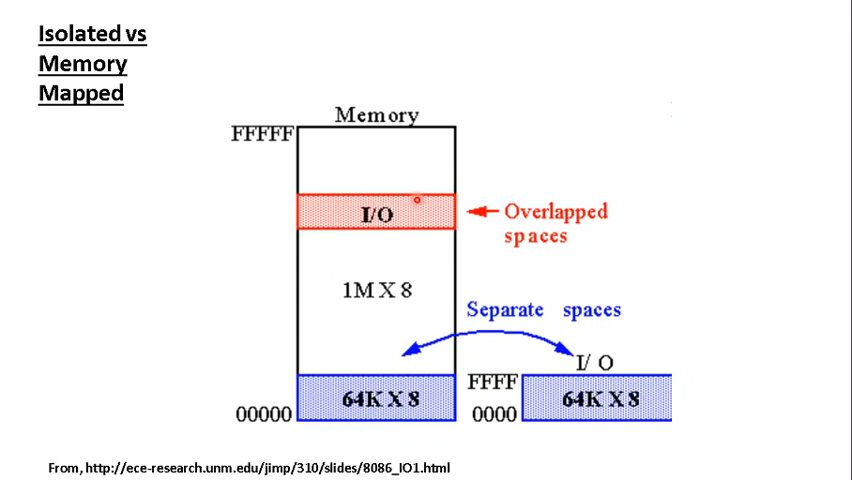 Isolated vs
Memory
Mapped
Memory
FFFFF
I/O
Overlapped
spaces
1M X 8
Separate spaces
I/ O
FFFF
64K X 8
64K X 8
00000
0000
From, http://ece-research.unm.edu/jimp/310/slides/8086_IO1.html